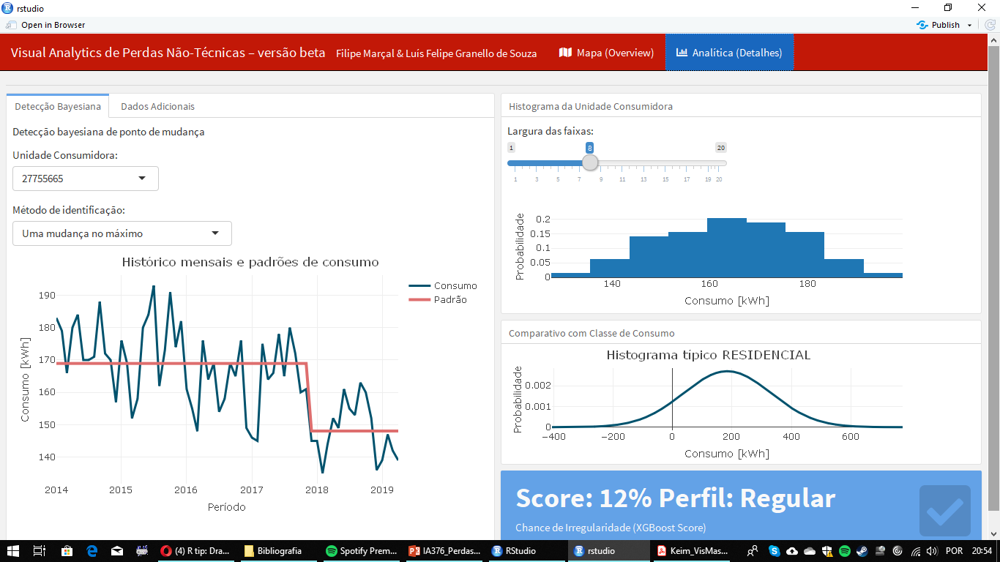 rstudio
Open in Browser
Publish
Visual Analytics de Perdas Não-Técnicas – versão beta
Filipe Marçal & Luís Felipe Granello de Souza
Mapa (Overview)
Analítica (Detalhes)
Detecção Bayesiana
Dados Adicionais
Detecção bayesiana de ponto de mudança
Unidade Consumidora:
27755665
Método de identificação:
Uma mudança no máximo
Histórico mensais e padrões de consumo
Consumo
Padrão
Consumo [kWh]
190
180
170
160
150
140
2014 2015 2016 2017 2018 2019
Período
Histograma da Unidade Consumidora
Largura das faixas:
1 8 20
1 3 5 7 9 11 13 15 17 19 20
Probabilidade
0.2
0.15
0.1
0.05
0
140 160 180
Consumo [kWh]
Comparativo com Classe de Consumo
Histograma típico RESIDENCIAL
Probabilidade
0.002
0.001
0
−400 −200 0 200 400 600
Consumo [kWh]
Score: 12% Perfil: Regular
Chance de Irregularidade (XGBoost Score)
(4) R tip: Dra...
Bibliografia
Spotify Prem...
IA376_Perdas...
RStudio
rstudio
Keim_VisMas...
POR
20:54